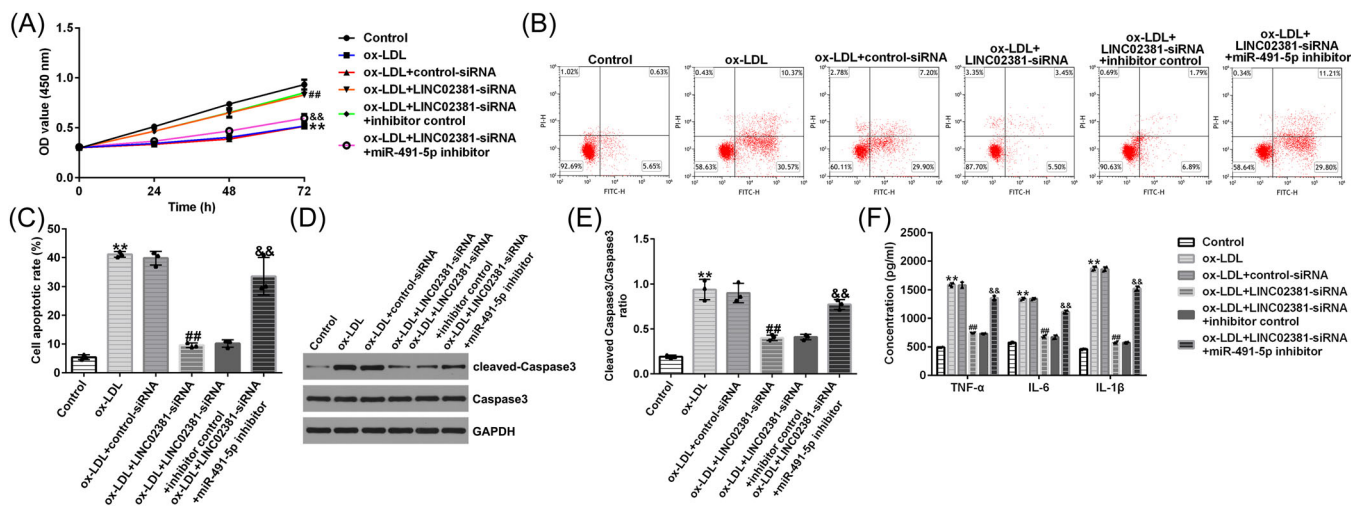 (A)
OD value (450 nm)
1.5
1.0
0.5
0.0
0
24
48
72
Time (h)
##
&&
**
Control
ox-LDL
ox-LDL+control-siRNA
ox-LDL+LINC02381-siRNA
ox-LDL+LINC02381-siRNA
+inhibitor control
ox-LDL+LINC02381-siRNA
+miR-491-5p inhibitor
(B)
Control
1.02%
0.63%
92.69%
5.65%
PI-H
FITC-H
ox-LDL
0.43%
10.37%
58.63%
30.57%
PI-H
FITC-H
ox-LDL+control-siRNA
2.78%
7.20%
60.11%
29.90%
PI-H
FITC-H
ox-LDL+
LINC02381-siRNA
3.35%
3.45%
87.70%
5.50%
PI-H
FITC-H
ox-LDL+
LINC02381-siRNA
+inhibitor control
0.69%
1.79%
90.63%
6.89%
PI-H
FITC-H
ox-LDL+
LINC02381-siRNA
+miR-491-5p inhibitor
0.34%
11.21%
58.64%
29.80%
PI-H
FITC-H
(C)
Cell apoptotic rate (%)
50
40
30
20
10
0
**
##
&&
Control
ox-LDL
ox-LDL+control-siRNA
ox-LDL+LINC02381-siRNA
ox-LDL+LINC02381-siRNA
+inhibitor control
ox-LDL+LINC02381-siRNA
+miR-491-5p inhibitor
(D)
Control
ox-LDL
ox-LDL+control-siRNA
ox-LDL+LINC02381-siRNA
ox-LDL+LINC02381-siRNA
+inhibitor control
ox-LDL+LINC02381-siRNA
+miR-491-5p inhibitor
cleaved-Caspase3
Caspase3
GAPDH
(E)
Cleaved Caspase3/Caspase3
ratio
1.5
1.0
0.5
0.0
**
##
&&
Control
ox-LDL
ox-LDL+control-siRNA
ox-LDL+LINC02381-siRNA
ox-LDL+LINC02381-siRNA
+inhibitor control
ox-LDL+LINC02381-siRNA
+miR-491-5p inhibitor
(F)
Concentration (pg/ml)
2500
2000
1500
1000
500
0
**
##
&&
**
##
&&
**
##
&&
TNF-α
IL-6
IL-1β
Control
ox-LDL
ox-LDL+control-siRNA
ox-LDL+LINC02381-siRNA
ox-LDL+LINC02381-siRNA
+inhibitor control
ox-LDL+LINC02381-siRNA
+miR-491-5p inhibitor